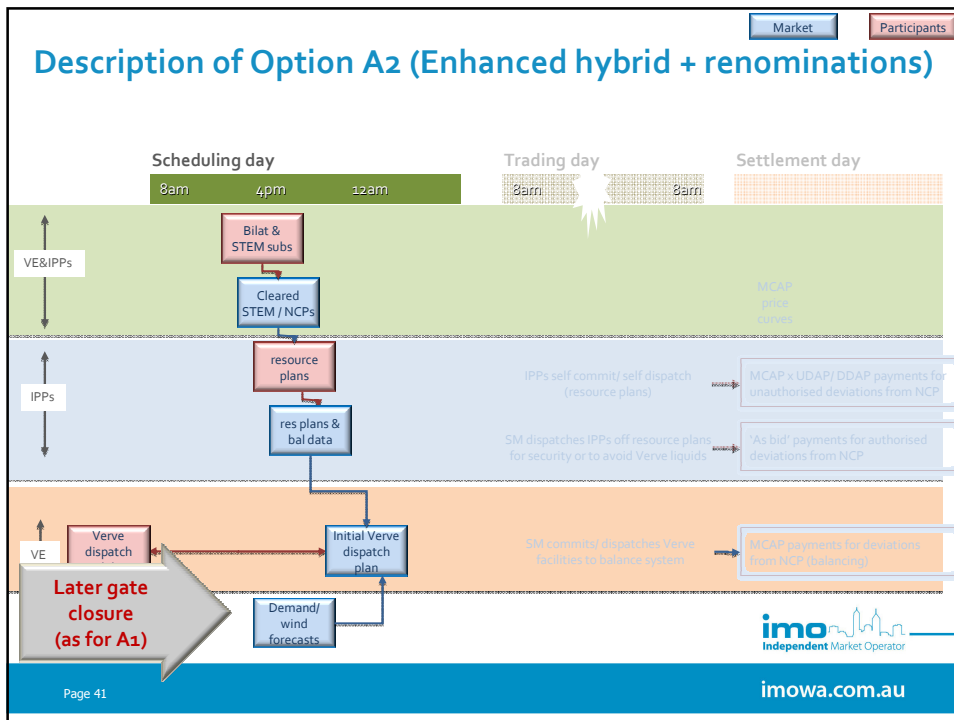 Market
Participants
Description of Option A2 (Enhanced hybrid + renominations)
Scheduling day
Trading day
Settlement day
8am
4pm
12am
8am
8am
VE&IPPs
Bilat &
STEM subs
Cleared
STEM / NCPs
MCAP
price
curves
IPPs
resource
plans
res plans &
bal data
IPPs self commit/ self dispatch
(resource plans)
MCAP x UDAP/ DDAP payments for
unauthorised deviations from NCP
SM dispatches IPPs off resource plans
for security or to avoid Verve liquids
'As bid' payments for authorised
deviations from NCP
VE
Verve
dispatch
Initial Verve
dispatch
plan
SM commits/ dispatches Verve
facilities to balance system
MCAP payments for deviations
from NCP (balancing)
Later gate
closure
(as for A1)
Demand/
wind
forecasts
imo
Independent Market Operator
Page 41
imowa.com.au